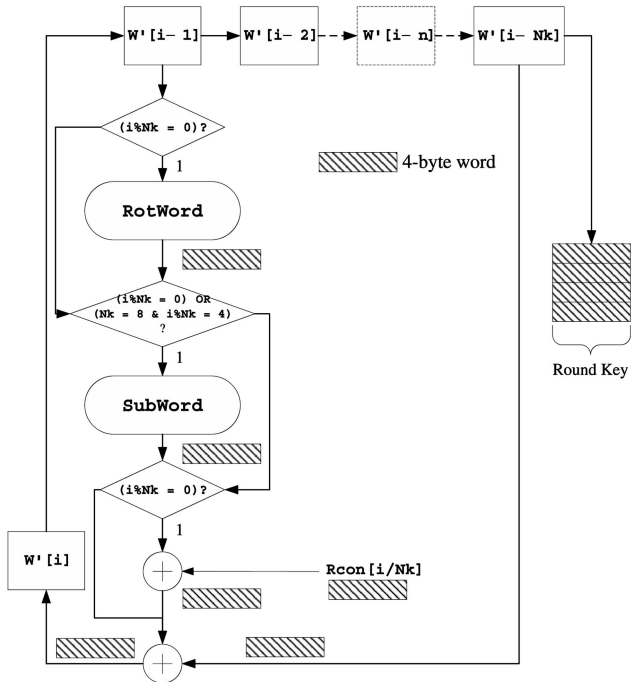 W'[i– 1]
W'[i– 2]
W'[i– n]
W'[i– Nk]
(i%Nk = 0)?
1
4-byte word
RotWord
(i%Nk = 0) OR
(Nk = 8 & i%Nk = 4)
?
1
Round Key
SubWord
(i%Nk = 0)?
1
W'[i]
Rcon[i/Nk]